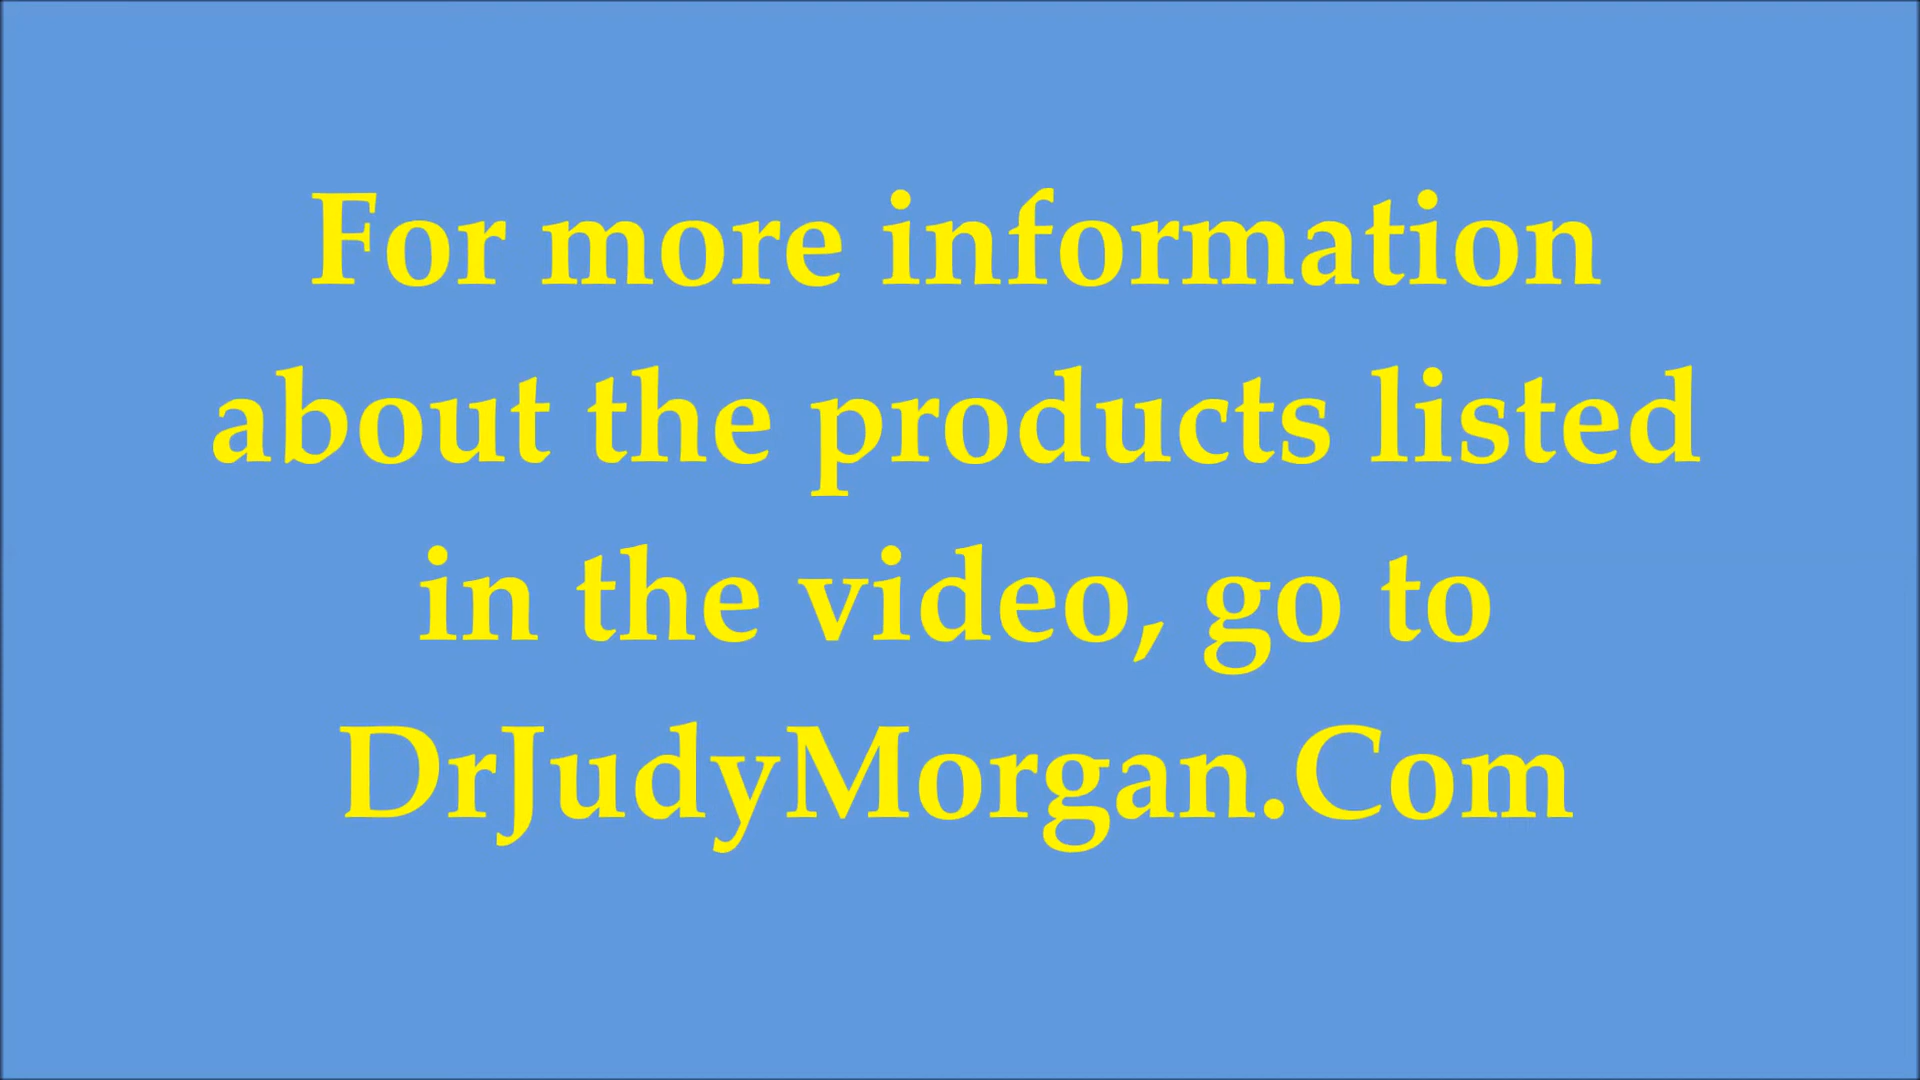 For more information
about the products listed
in the video, go to
DrJudyMorgan.Com